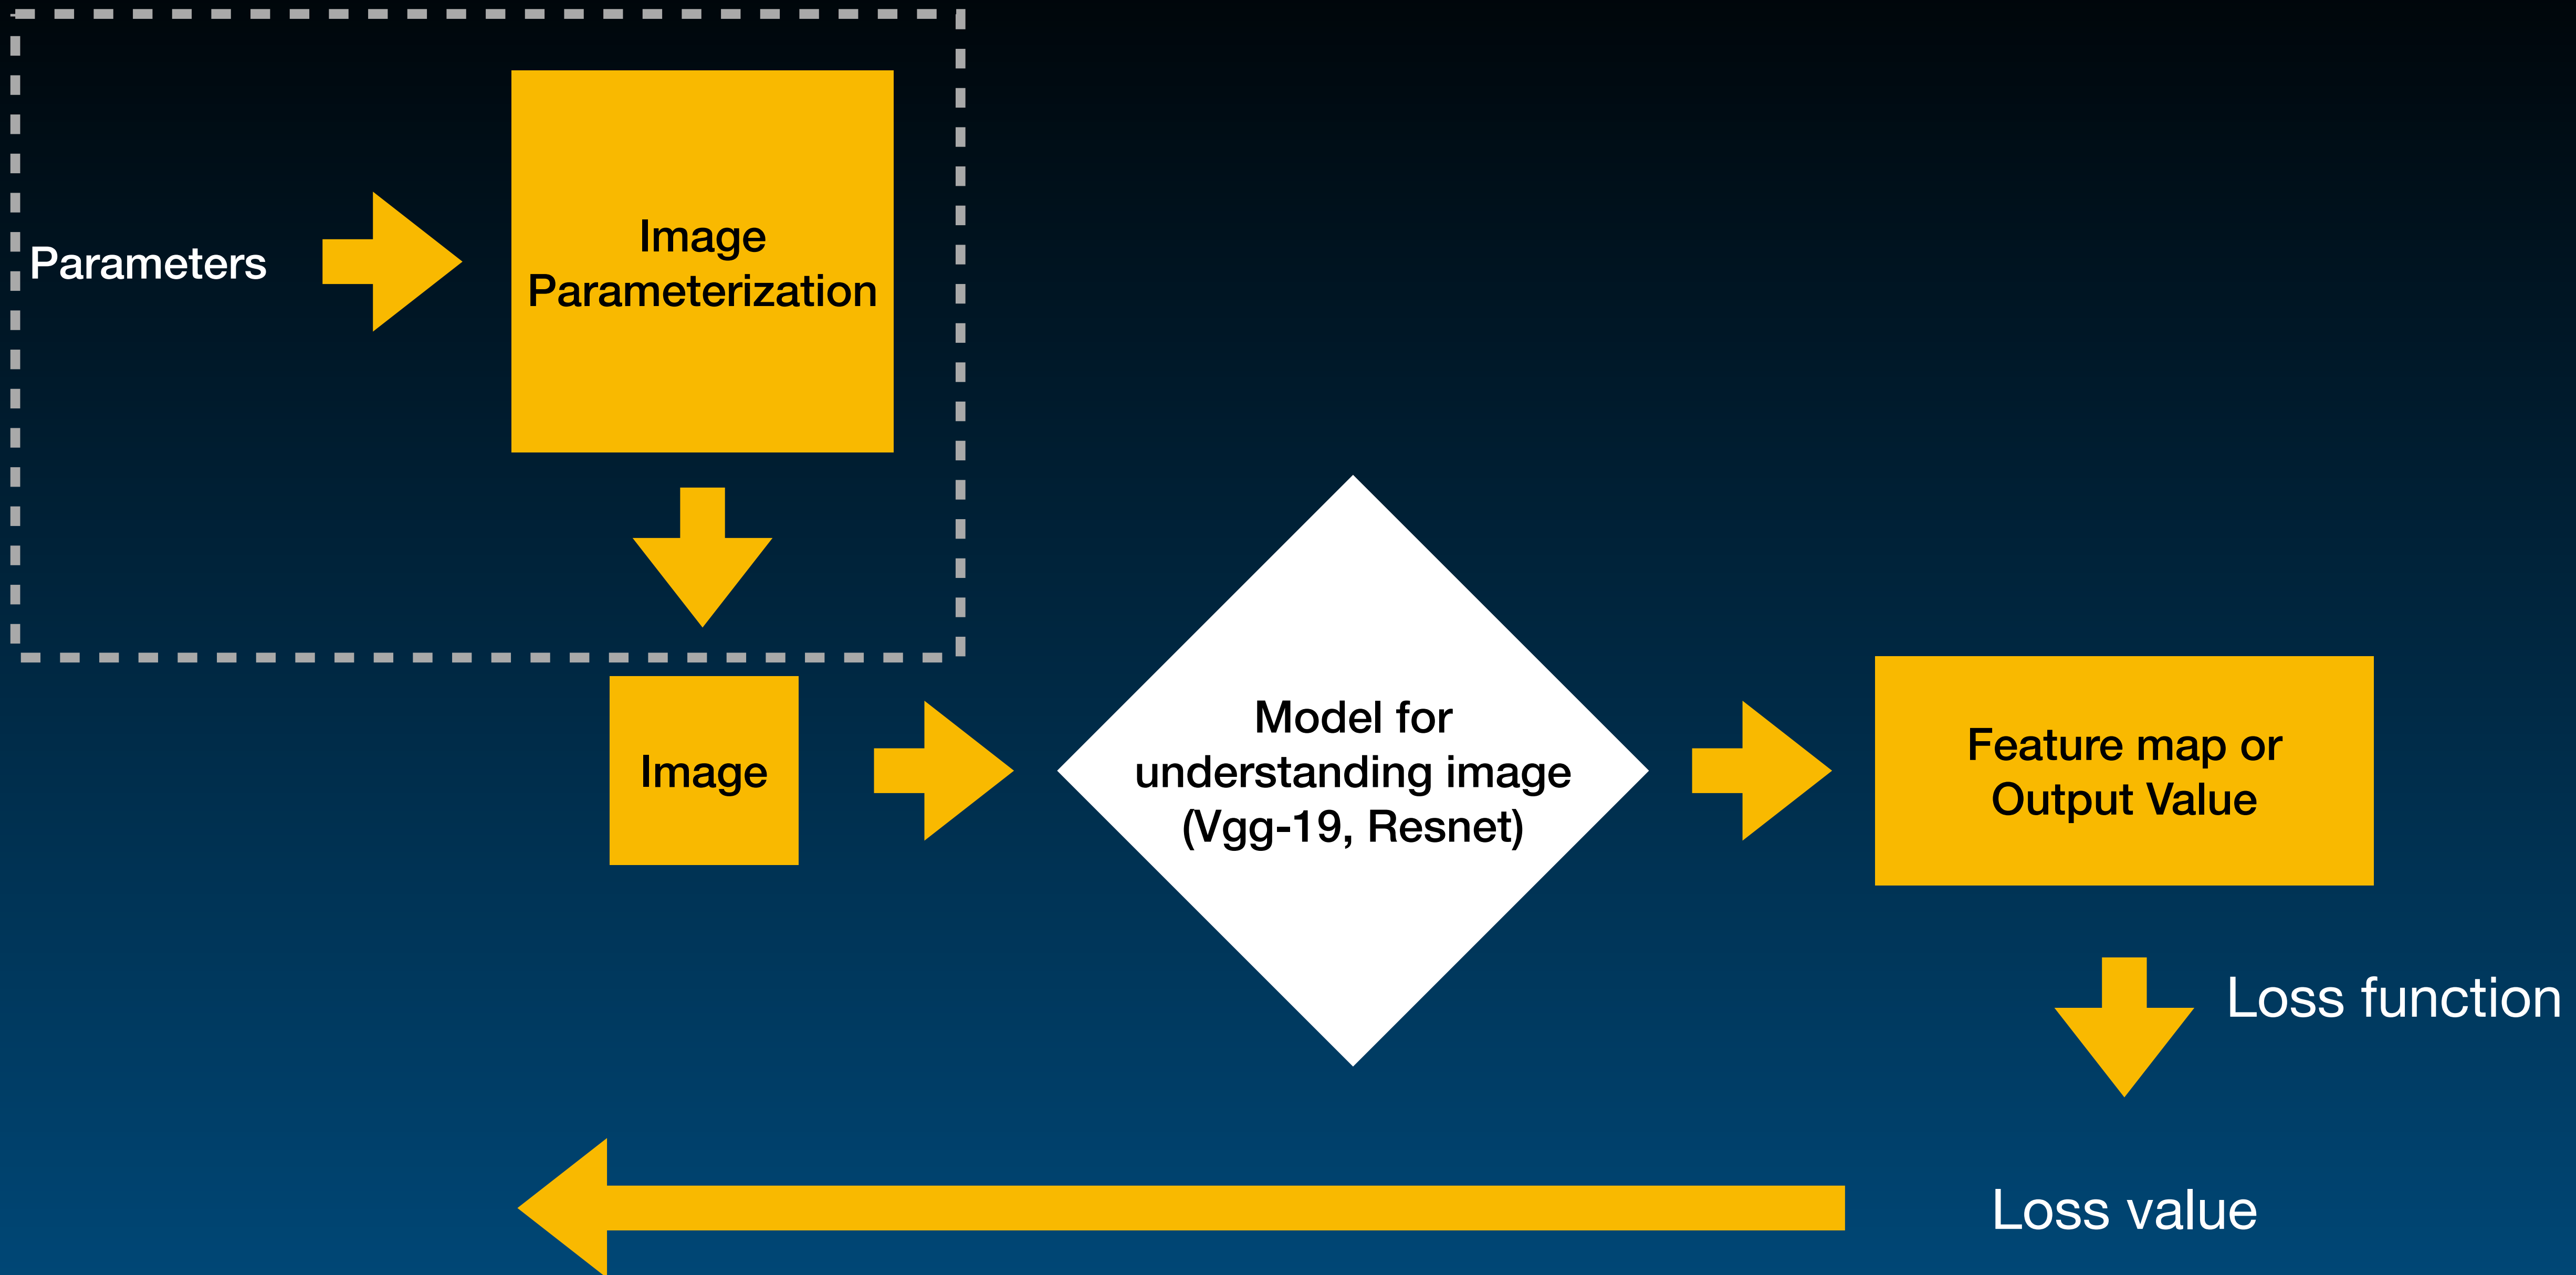 Parameters
Image
Parameterization
Image
Model for
understanding image
(Vgg-19, Resnet)
Feature map or
Output Value
Loss function
Loss value